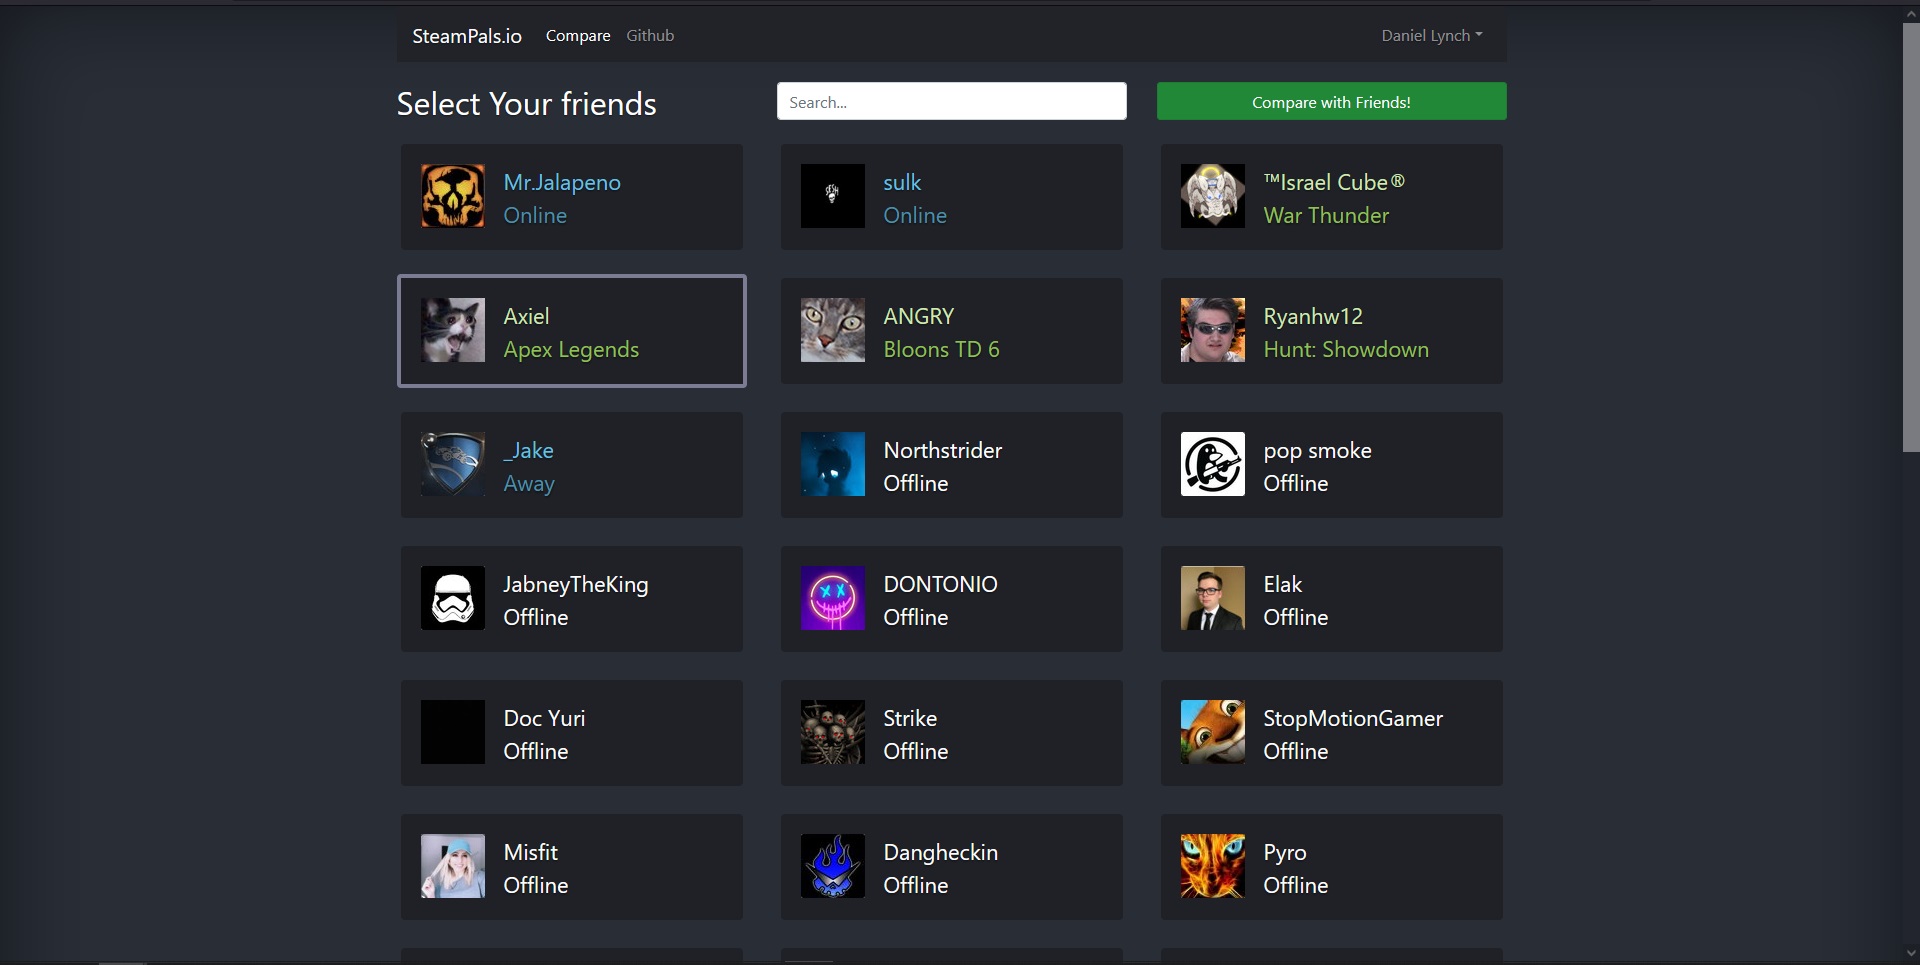 SteamPals.io Compare Github Daniel Lynch
Select Your friends
Search...
Compare with Friends!
Mr.Jalapeno
Online
sulk
Online
™Israel Cube®
War Thunder
Axiel
Apex Legends
ANGRY
Bloons TD 6
Ryanhw12
Hunt: Showdown
_Jake
Away
Northstrider
Offline
pop smoke
Offline
JabneyTheKing
Offline
DONTONIO
Offline
Elak
Offline
Doc Yuri
Offline
Strike
Offline
StopMotionGamer
Offline
Misfit
Offline
Dangheckin
Offline
Pyro
Offline